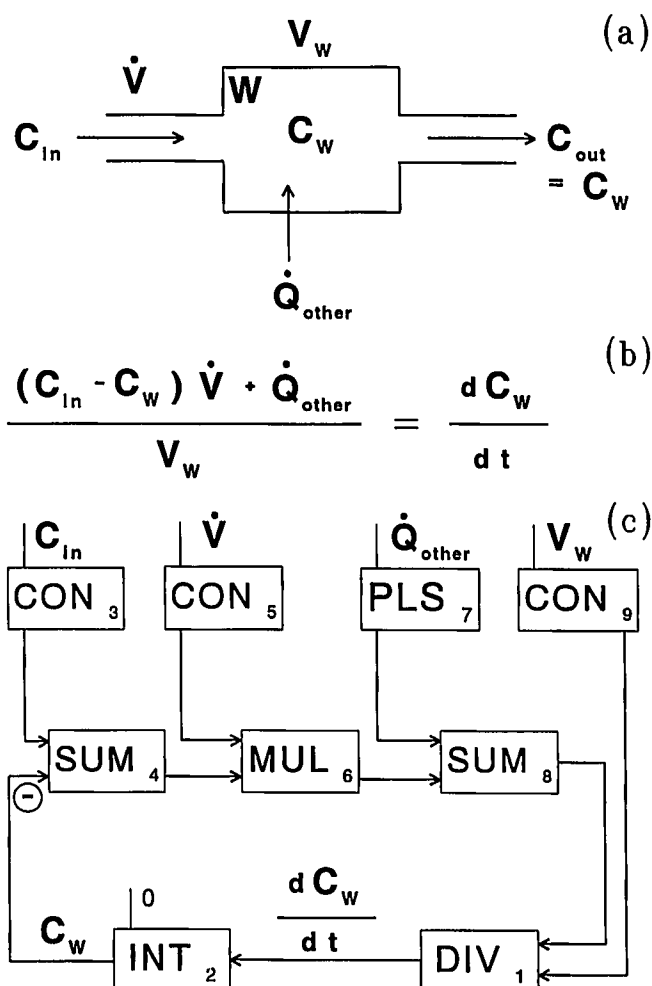 (a)
V_W
V̇
W
C_in
C_W
C_out
= C_W
Q̇_other
(b)
(C_in - C_W) V̇ + Q̇_other
V_W
=
d C_W
d t
(c)
C_in
V̇
Q̇_other
V_W
CON 3
CON 5
PLS 7
CON 9
SUM 4
MUL 6
SUM 8
-
C_W
0
d C_W
d t
INT 2
DIV 1